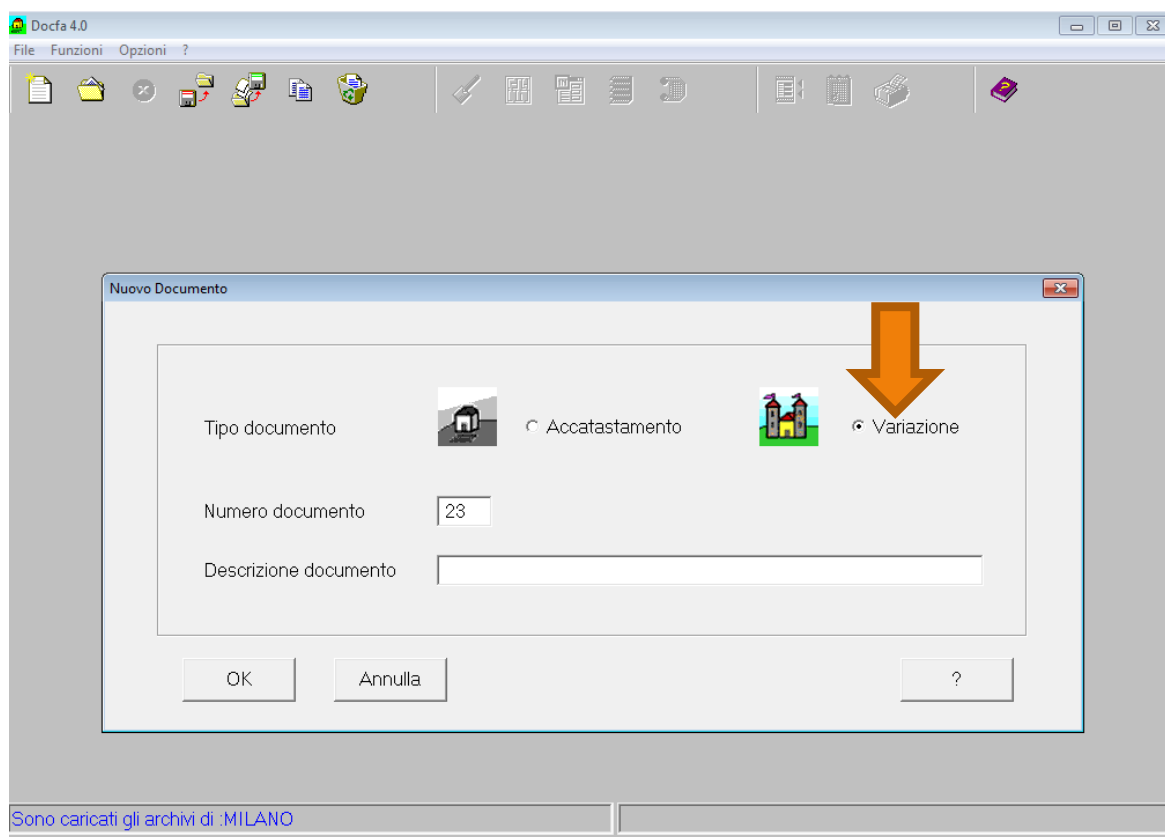 Docfa 4.0
File Funzioni Opzioni ?
Nuovo Documento
Tipo documento
Accatastamento
Variazione
Numero documento
23
Descrizione documento
OK
Annulla
?
Sono caricati gli archivi di :MILANO